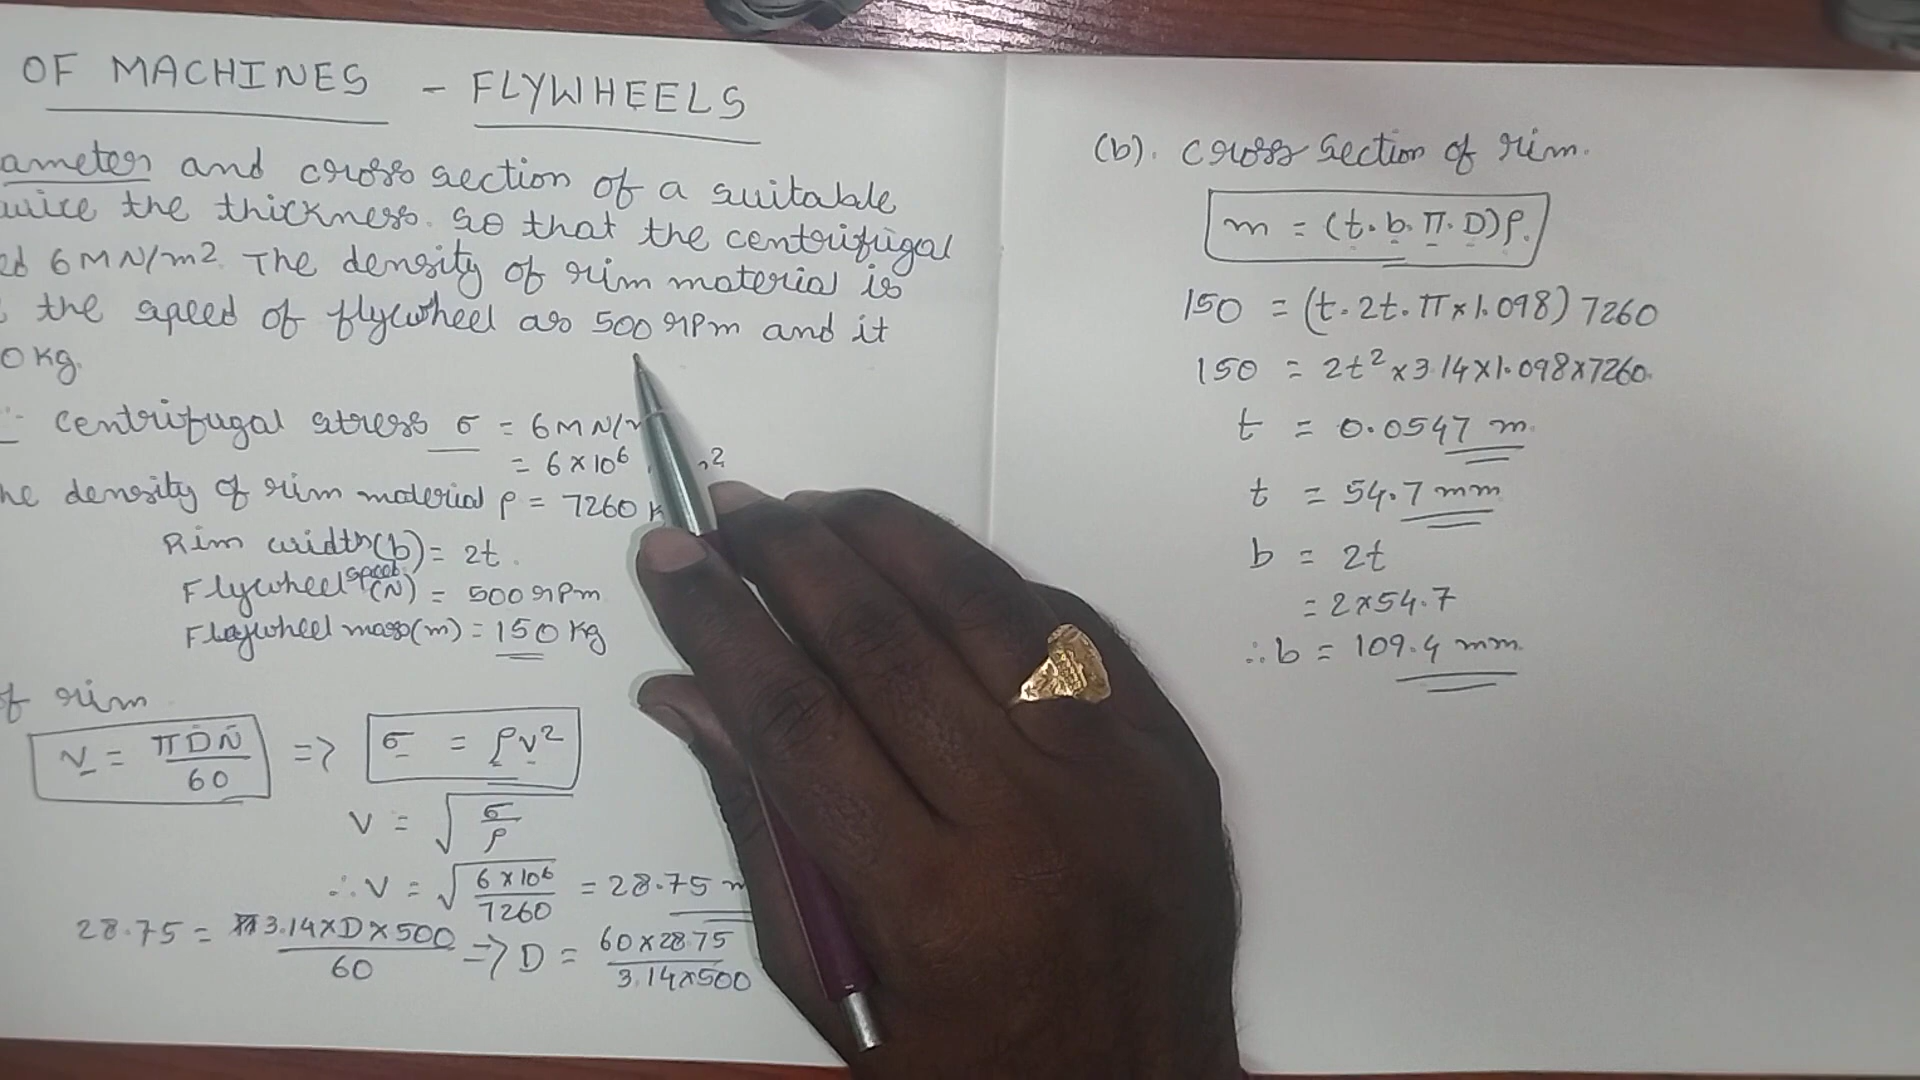 OF MACHINES - FLYWHEELS
ameter and cross section of a suitable
wice the thickness. so that the centrifugal
ed 6MN/m2 The density of rim material is
the speed of flywheel as 500 rpm and it
0 kg.
:- centrifugal stress σ = 6MN/
= 6×10⁶ 2
he density of rim material ρ = 7260 k
Rim width(b) = 2t.
Flywheel speed (N) = 500 rpm
Flywheel mass(m) = 150 kg
of rim
v = πDN/60 => σ = ρv²
V = √σ/ρ
∴ V = √6×10⁶/7260 = 28.75 m
28.75 = 3.14×D×500/60 => D = 60×28.75/3.14×500
(b). cross section of rim.
m = (t.b.π.D)ρ.
150 = (t.2t.π×1.098) 7260
150 = 2t²×3.14×1.098×7260.
t = 0.0547 m
t = 54.7 mm
b = 2t
= 2×54.7
∴ b = 109.4 mm.